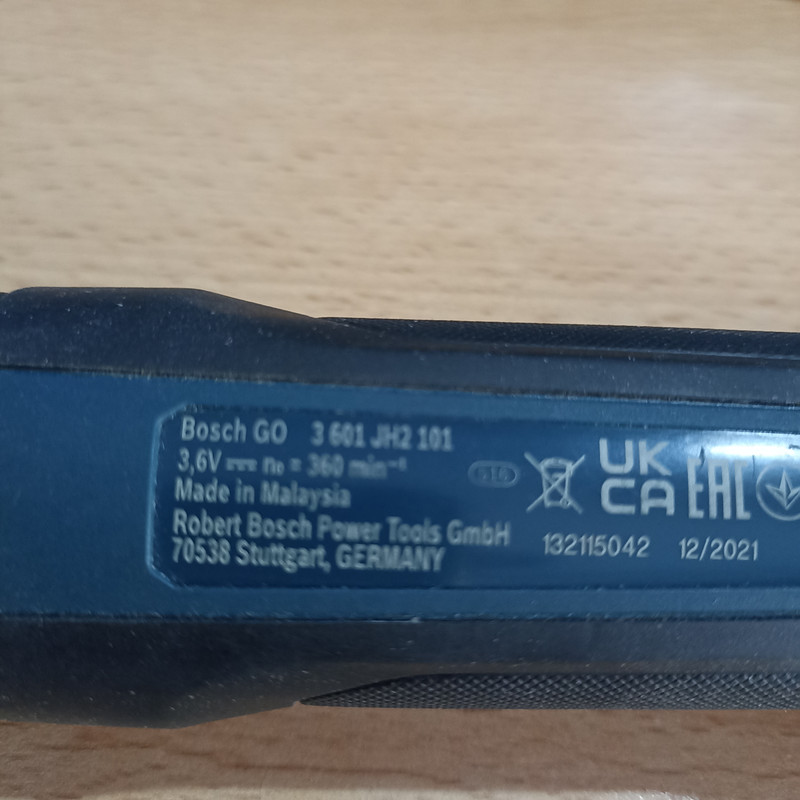 Bosch GO 3 601 JH2 101
3,6V n₀ = 360 min⁻¹
Made in Malaysia
Robert Bosch Power Tools GmbH
70538 Stuttgart, GERMANY
UK
CA
EAC
132115042 12/2021